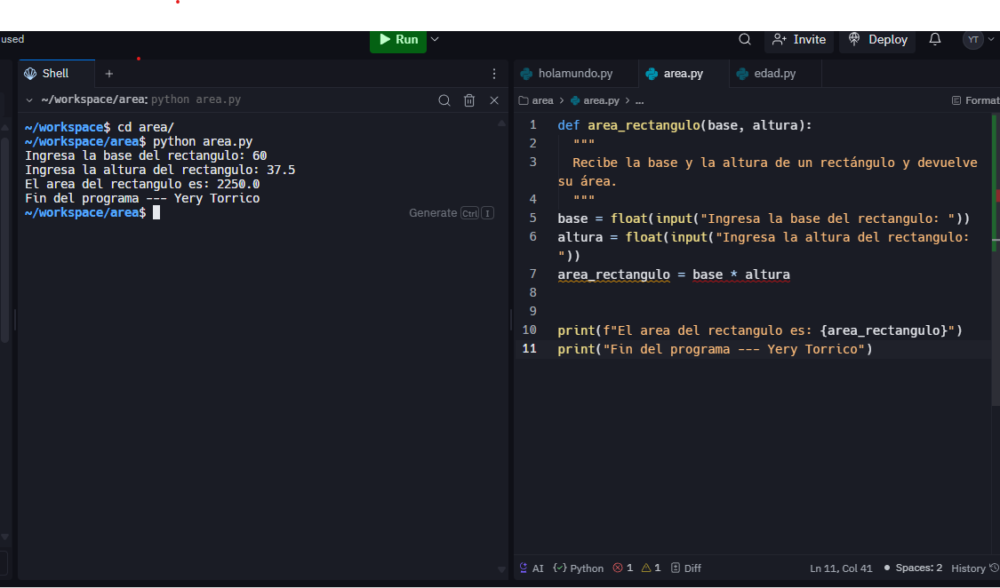 used
Run
Invite
Deploy
YT
Shell
~/workspace/area: python area.py
~/workspace$ cd area/
~/workspace/area$ python area.py
Ingresa la base del rectangulo: 60
Ingresa la altura del rectangulo: 37.5
El area del rectangulo es: 2250.0
Fin del programa --- Yery Torrico
~/workspace/area$
Generate Ctrl I
holamundo.py
area.py
edad.py
area > area.py > ...
Format
1 def area_rectangulo(base, altura):
2 """
3 Recibe la base y la altura de un rectángulo y devuelve
su área.
4 """
5 base = float(input("Ingresa la base del rectangulo: "))
6 altura = float(input("Ingresa la altura del rectangulo:
"))
7 area_rectangulo = base * altura
8
9
10 print(f"El area del rectangulo es: {area_rectangulo}")
11 print("Fin del programa --- Yery Torrico")
AI
Python
1
1
Diff
Ln 11, Col 41
Spaces: 2
History